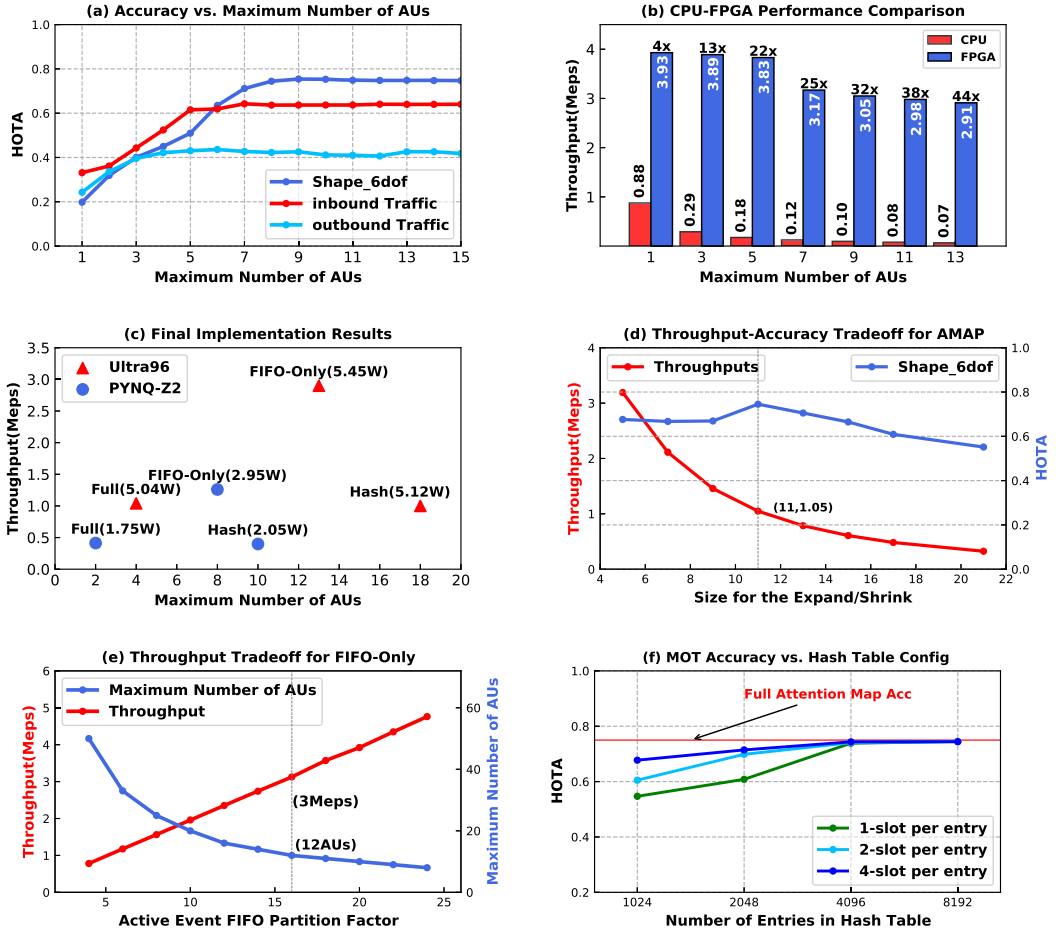 (a) Accuracy vs. Maximum Number of AUs
1.0
0.8
0.6
0.4
0.2
0.0
HOTA
Shape_6dof
inbound Traffic
outbound Traffic
1 3 5 7 9 11 13 15
Maximum Number of AUs
(b) CPU-FPGA Performance Comparison
4
3
2
1
Throughput(Meps)
CPU
FPGA
4x 13x 22x 25x 32x 38x 44x
3.93 3.89 3.83 3.17 3.05 2.98 2.91
0.88 0.29 0.18 0.12 0.10 0.08 0.07
1 3 5 7 9 11 13
Maximum Number of AUs
(c) Final Implementation Results
3.5
3.0
2.5
2.0
1.5
1.0
0.5
0.0
Throughput(Meps)
Ultra96
PYNQ-Z2
FIFO-Only(5.45W)
FIFO-Only(2.95W)
Full(5.04W)
Hash(5.12W)
Full(1.75W)
Hash(2.05W)
0 2 4 6 8 10 12 14 16 18 20
Maximum Number of AUs
(d) Throughput-Accuracy Tradeoff for AMAP
4
3
2
1
0
Throughput(Meps)
Throughputs
Shape_6dof
(11,1.05)
1.0
0.8
0.6
0.4
0.2
0.0
HOTA
4 6 8 10 12 14 16 18 20 22
Size for the Expand/Shrink
(e) Throughput Tradeoff for FIFO-Only
6
5
4
3
2
1
0
Throughput(Meps)
Maximum Number of AUs
Throughput
(3Meps)
(12AUs)
60
40
20
0
Maximum Number of AUs
5 10 15 20 25
Active Event FIFO Partition Factor
(f) MOT Accuracy vs. Hash Table Config
1.0
0.8
0.6
0.4
0.2
HOTA
Full Attention Map Acc
1-slot per entry
2-slot per entry
4-slot per entry
1024 2048 4096 8192
Number of Entries in Hash Table